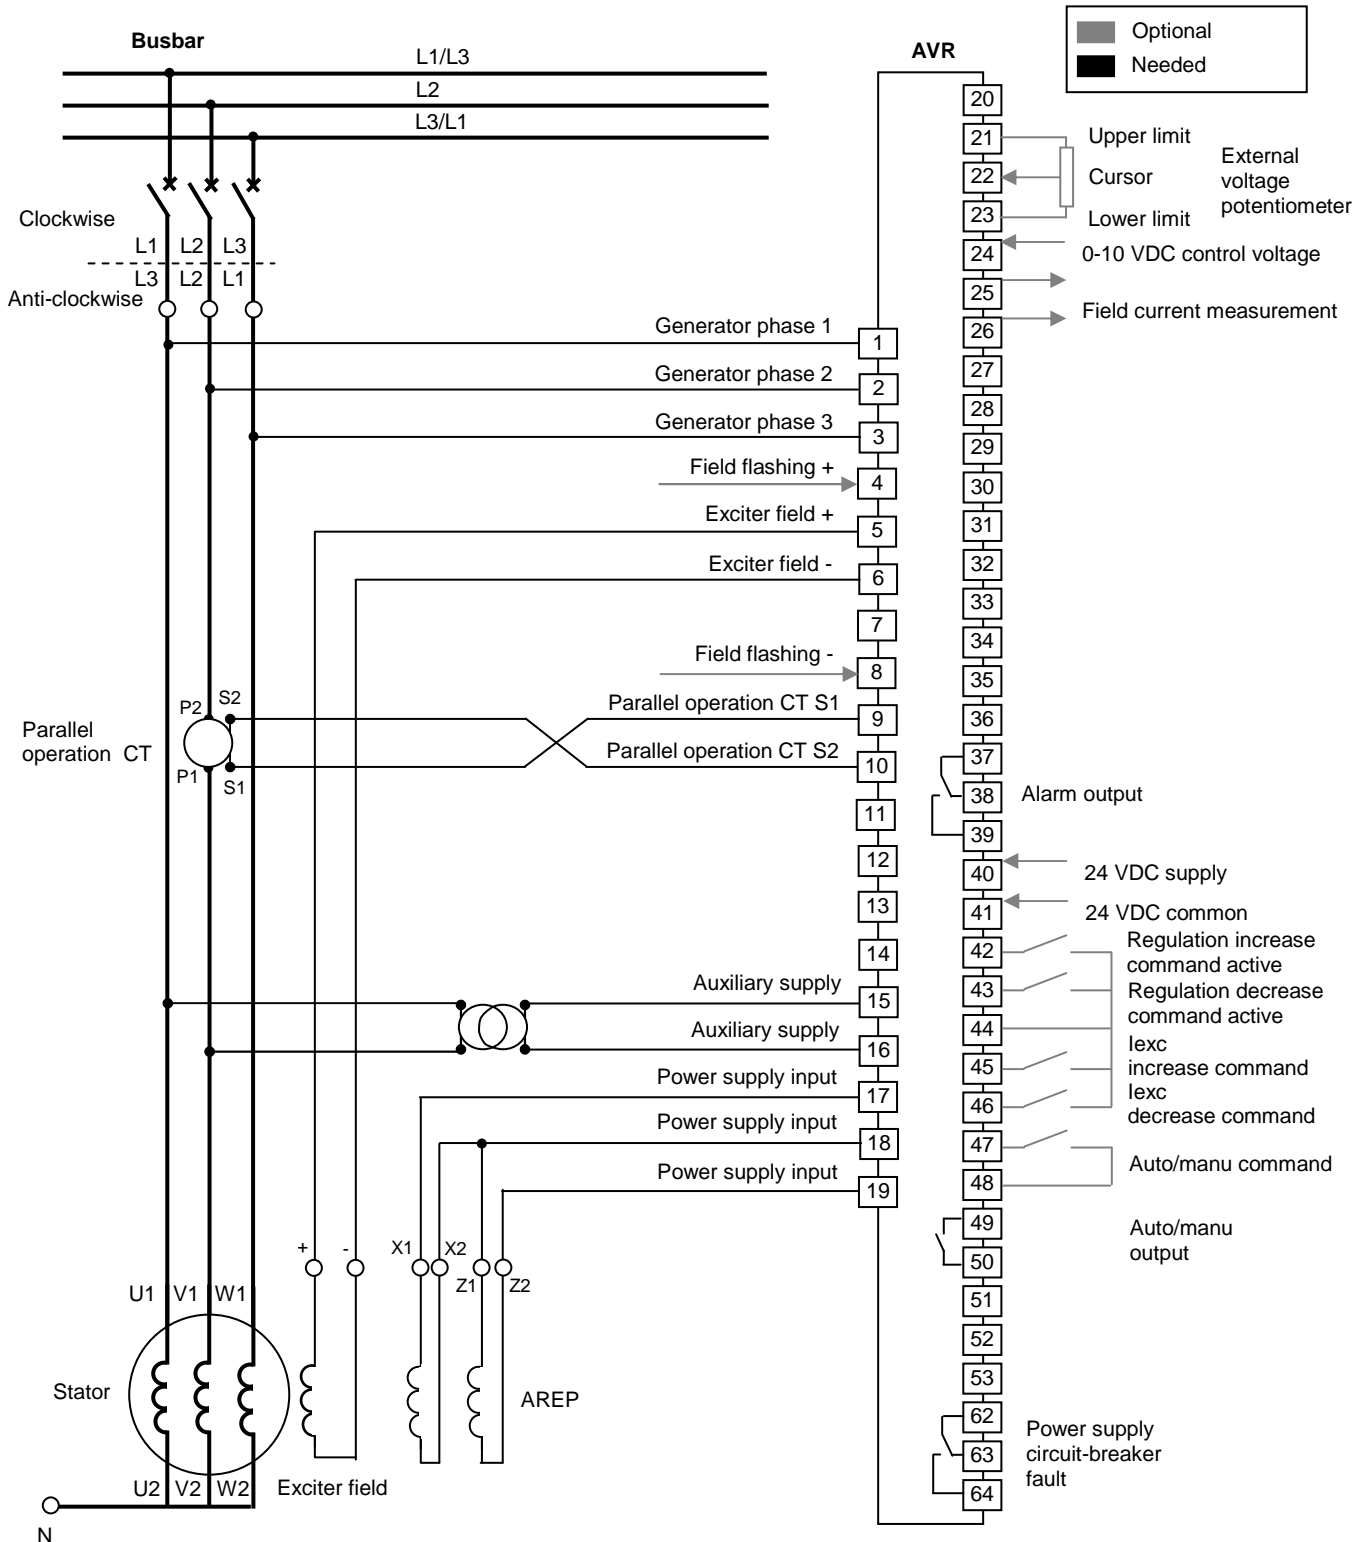 Busbar
L1/L3
L2
L3/L1
Clockwise
L1 L2 L3
L3 L2 L1
Anti-clockwise
Generator phase 1
Generator phase 2
Generator phase 3
Field flashing +
Exciter field +
Exciter field -
Field flashing -
P2 S2
Parallel operation CT S1
Parallel
operation CT
Parallel operation CT S2
P1 S1
Auxiliary supply
Auxiliary supply
Power supply input
Power supply input
Power supply input
+ - X1 X2
Z1 Z2
U1 V1 W1
Stator
AREP
U2 V2 W2
Exciter field
N
AVR
1
2
3
4
5
6
7
8
9
10
11
12
13
14
15
16
17
18
19
20
21
22
23
24
25
26
27
28
29
30
31
32
33
34
35
36
37
38
39
40
41
42
43
44
45
46
47
48
49
50
51
52
53
62
63
64
Optional
Needed
Upper limit
Cursor
Lower limit
External
voltage
potentiometer
0-10 VDC control voltage
Field current measurement
Alarm output
24 VDC supply
24 VDC common
Regulation increase
command active
Regulation decrease
command active
Iexc
increase command
Iexc
decrease command
Auto/manu command
Auto/manu
output
Power supply
circuit-breaker
fault